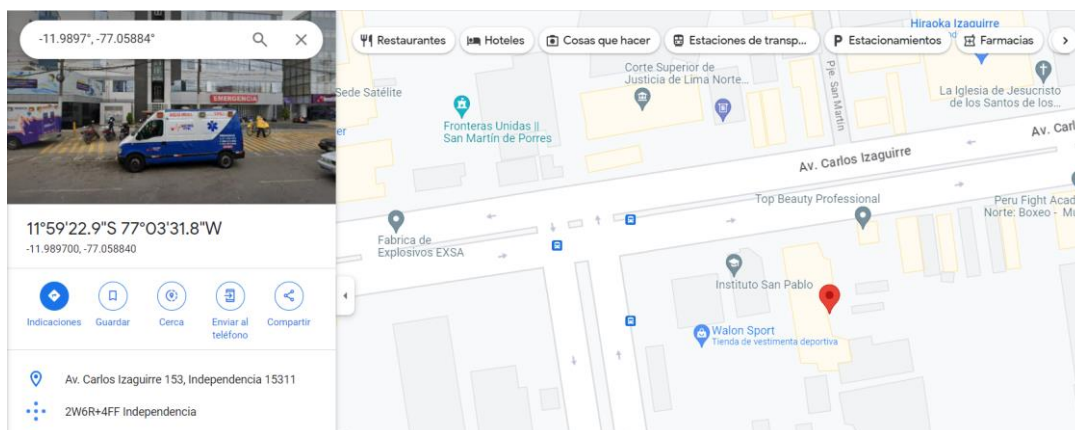 -11.9897°, -77.05884°
Restaurantes
Hoteles
Cosas que hacer
Estaciones de transp...
Estacionamientos
Farmacias
EMERGENCIA
11°59'22.9"S 77°03'31.8"W
-11.989700, -77.058840
Indicaciones
Guardar
Cerca
Enviar al
teléfono
Compartir
Av. Carlos Izaguirre 153, Independencia 15311
2W6R+4FF Independencia
Hiraoka Izaguirre
Corte Superior de
Justicia de Lima Norte...
Pje. San Martín
La Iglesia de Jesucristo
de los Santos de los...
Sede Satélite
Fronteras Unidas ||
San Martín de Porres
Av. Carlos Izaguirre
Av. Carl
Top Beauty Professional
Peru Fight Acad
Norte: Boxeo - Mu
Fabrica de
Explosivos EXSA
Instituto San Pablo
Walon Sport
Tienda de vestimenta deportiva